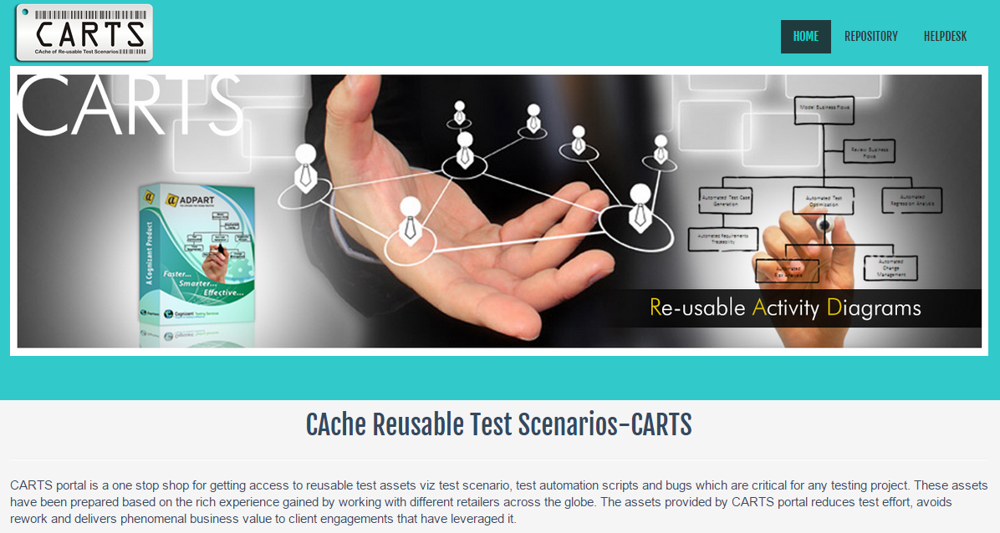 CARTS
CAche of Re-usable Test Scenarios
HOME
REPOSITORY
HELPDESK
CARTS
ADPART
A Cognizant Product
Faster...
Smarter...
Effective...
Cognizant
Model Business Flows
Review Business
Flows
Automated Test Case
Generation
Automated Test
Optimization
Automated
Regression Analysis
Automated Requirements
Traceability
Automated
Risk Analysis
Automated
Change
Management
Re-usable Activity Diagrams
CAche Reusable Test Scenarios-CARTS
CARTS portal is a one stop shop for getting access to reusable test assets viz test scenario, test automation scripts and bugs which are critical for any testing project. These assets
have been prepared based on the rich experience gained by working with different retailers across the globe. The assets provided by CARTS portal reduces test effort, avoids
rework and delivers phenomenal business value to client engagements that have leveraged it.